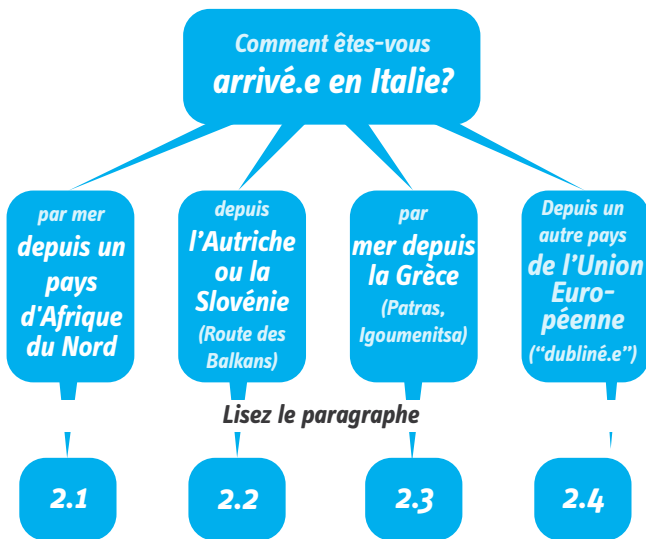 Comment êtes-vous
arrivé.e en Italie?
par mer
depuis un
pays
d'Afrique
du Nord
depuis
l'Autriche
ou la
Slovénie
(Route des
Balkans)
par
mer depuis
la Grèce
(Patras,
Igoumenitsa)
Depuis un
autre pays
de l'Union
Euro-
péenne
(“dubliné.e”)
Lisez le paragraphe
2.1
2.2
2.3
2.4